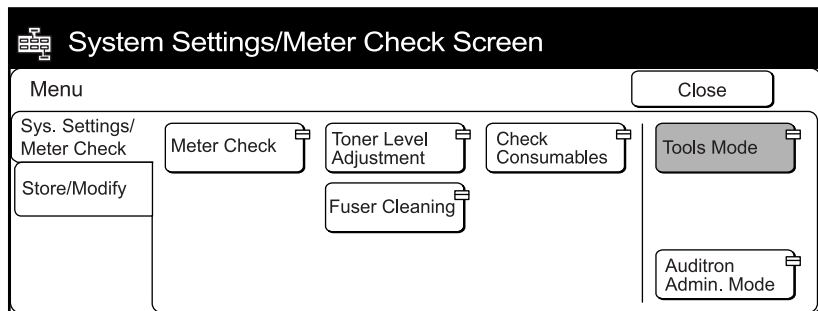 System Settings/Meter Check Screen
Menu
Close
Sys. Settings/
Meter Check
Store/Modify
Meter Check
Toner Level
Adjustment
Check
Consumables
Tools Mode
Fuser Cleaning
Auditron
Admin. Mode